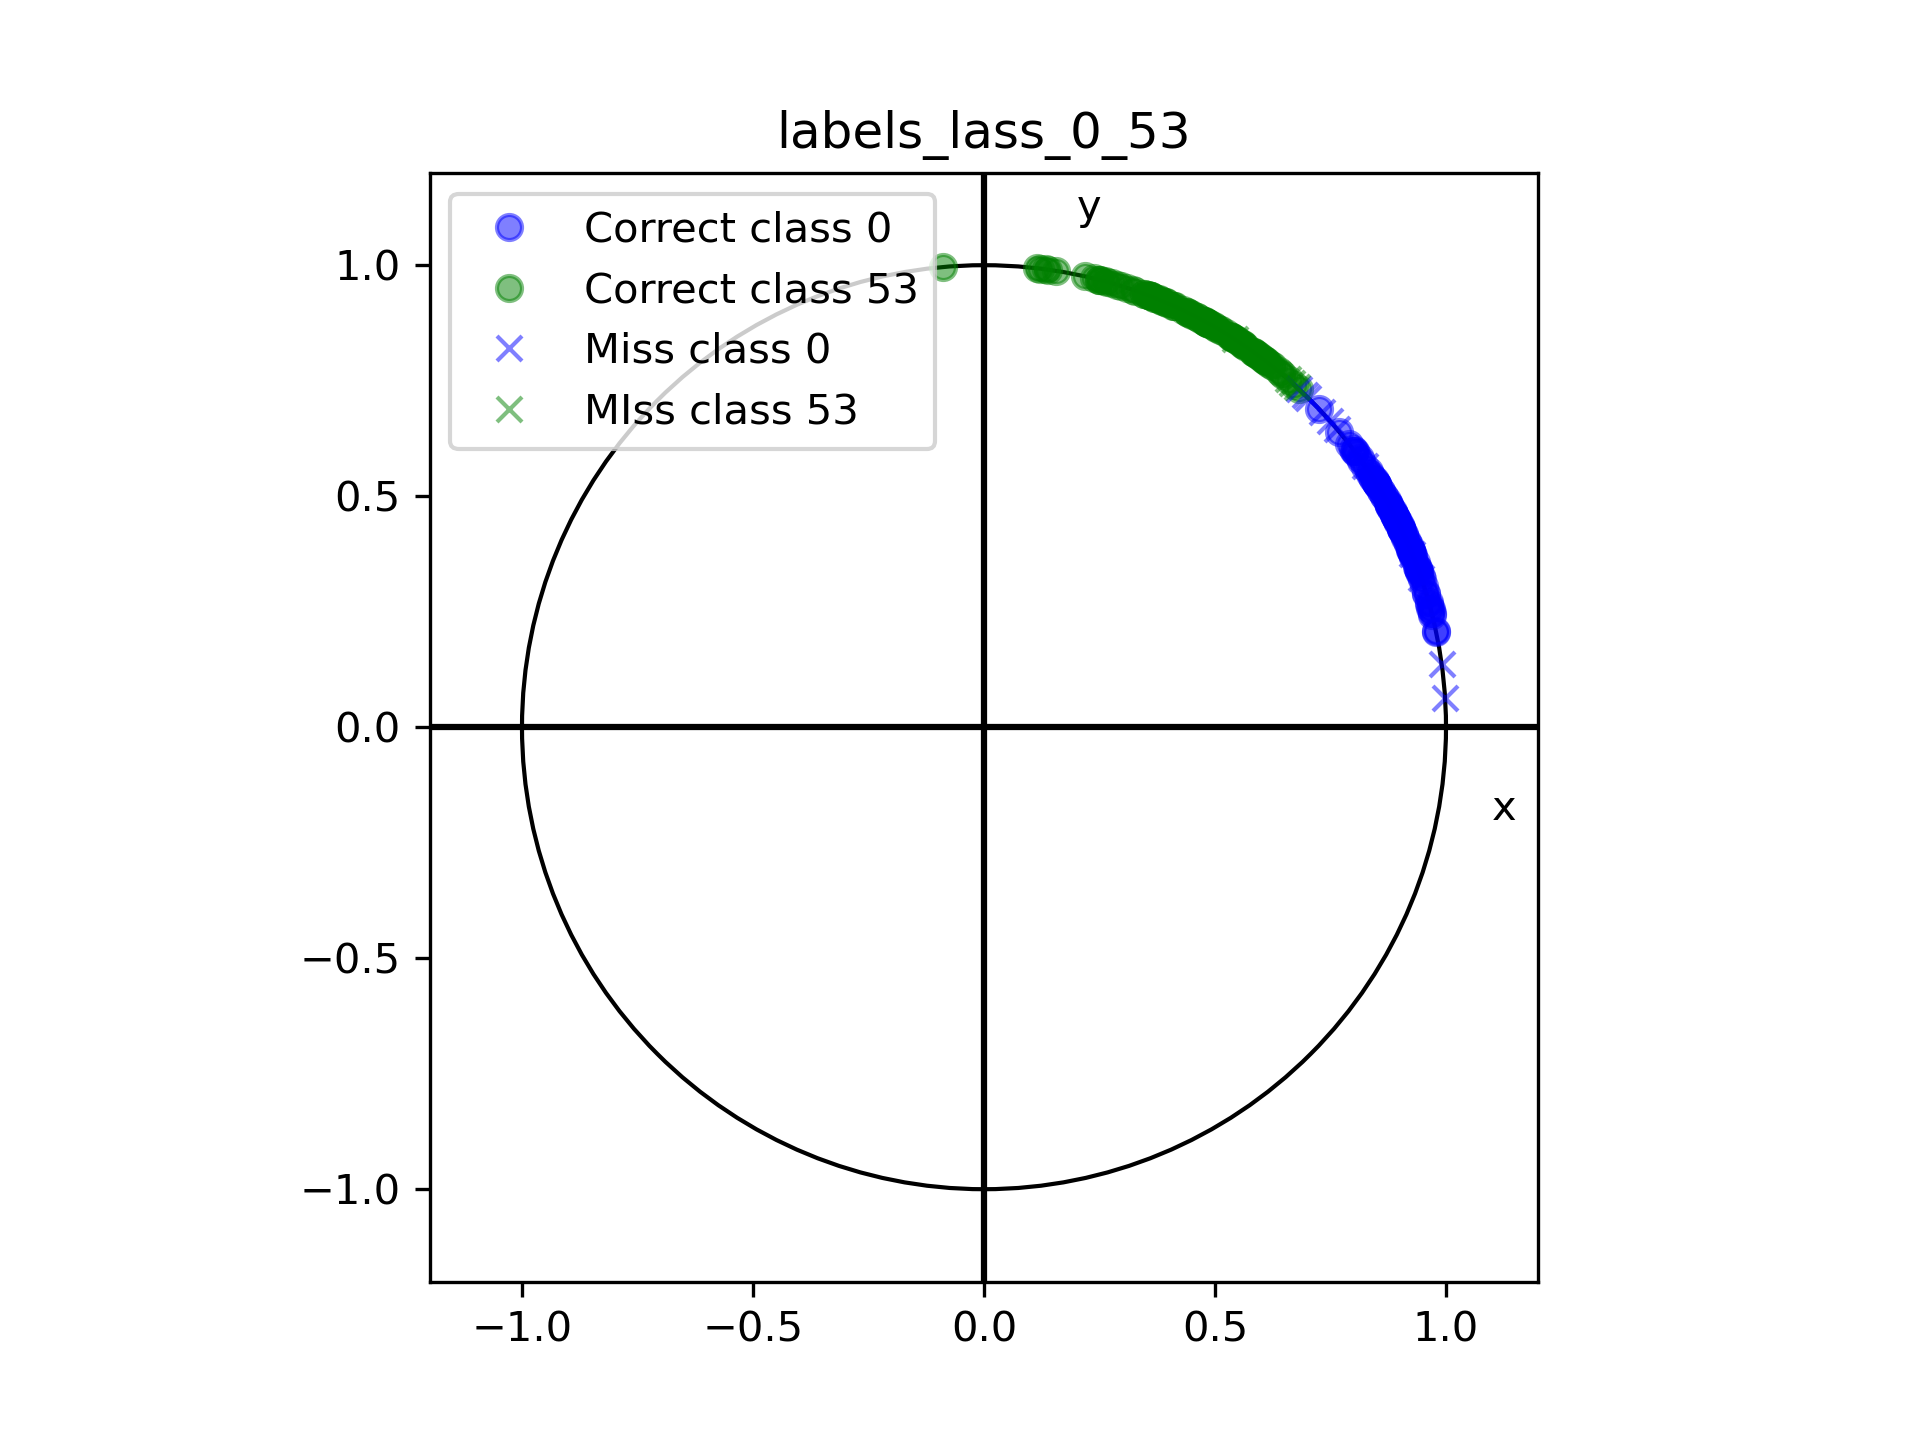 labels_lass_0_53
y
Correct class 0
Correct class 53
Miss class 0
MIss class 53
1.0
0.5
0.0
−0.5
−1.0
x
−1.0 −0.5 0.0 0.5 1.0